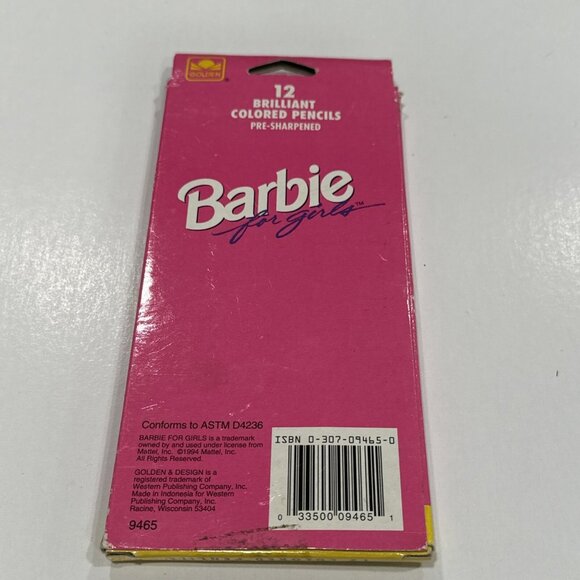 GOLDEN
12
BRILLIANT
COLORED PENCILS
PRE-SHARPENED
Barbie
for girls™
Conforms to ASTM D4236
BARBIE FOR GIRLS is a trademark
owned by and used under license from
Mattel, Inc. ©1994 Mattel, Inc.
All Rights Reserved.
GOLDEN & DESIGN is a
registered trademark of
Western Publishing Company, Inc.
Made in Indonesia for Western
Publishing Company, Inc.
Racine, Wisconsin 53404
9465
ISBN 0-307-09465-0
0 33500 09465 1